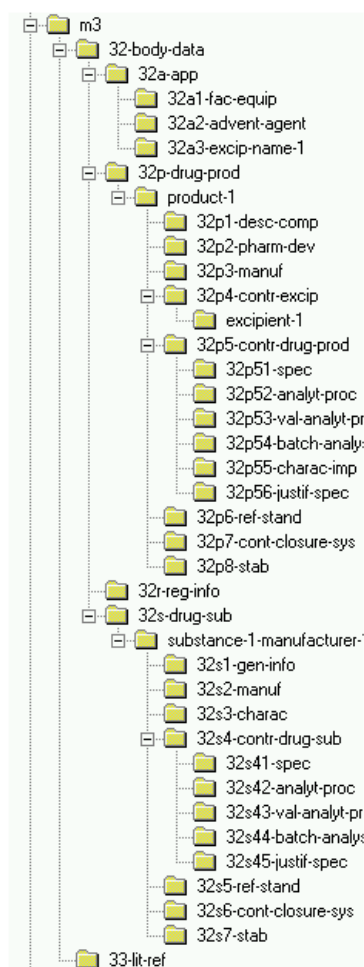 m3
32-body-data
32a-app
32a1-fac-equip
32a2-advent-agent
32a3-excip-name-1
32p-drug-prod
product-1
32p1-desc-comp
32p2-pharm-dev
32p3-manuf
32p4-contr-excip
excipient-1
32p5-contr-drug-prod
32p51-spec
32p52-analyt-proc
32p53-val-analyt-pr
32p54-batch-analys
32p55-charac-imp
32p56-justif-spec
32p6-ref-stand
32p7-cont-closure-sys
32p8-stab
32r-reg-info
32s-drug-sub
substance-1-manufacturer-1
32s1-gen-info
32s2-manuf
32s3-charac
32s4-contr-drug-sub
32s41-spec
32s42-analyt-proc
32s43-val-analyt-pr
32s44-batch-analys
32s45-justif-spec
32s5-ref-stand
32s6-cont-closure-sys
32s7-stab
33-lit-ref